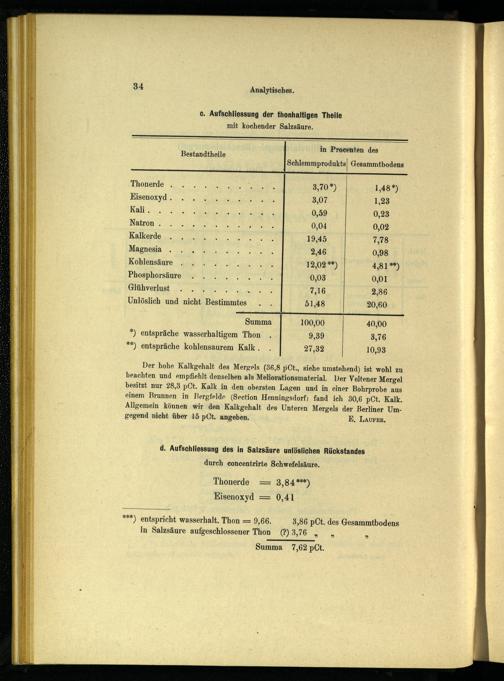 34
Analytisches.
c. Aufschliessung der thonhaltigen Theile
mit kochender Salzsäure.
Bestandtheile
in Procenten des
Schlemmprodukts Gesammtbodens
Thonerde . . . . . . . . . . 3,70*) 1,48*)
Eisenoxyd . . . . . . . . . . 3,07 1,23
Kali . . . . . . . . . . . 0,59 0,23
Natron . . . . . . . . . . . 0,04 0,02
Kalkerde . . . . . . . . . . 19,45 7,78
Magnesia . . . . . . . . . . 2,46 0,98
Kohlensäure . . . . . . . . . 12,02**) 4,81**)
Phosphorsäure . . . . . . . . 0,03 0,01
Glühverlust . . . . . . . . . 7,16 2,86
Unlöslich und nicht Bestimmtes . . 51,48 20,60
Summa 100,00 40,00
*) entspräche wasserhaltigem Thon . 9,39 3,76
**) entspräche kohlensaurem Kalk . . 27,32 10,93
Der hohe Kalkgehalt des Mergels (36,8 pCt., siehe umstehend) ist wohl zu
beachten und empfiehlt denselben als Meliorationsmaterial. Der Veltener Mergel
besitzt nur 28,3 pCt. Kalk in den obersten Lagen und in einer Bohrprobe aus
einem Brunnen in Bergfelde (Section Henningsdorf) fand ich 30,6 pCt. Kalk.
Allgemein können wir den Kalkgehalt des Unteren Mergels der Berliner Um-
gegend nicht über 15 pCt. angeben. E. Laufer.
d. Aufschliessung des in Salzsäure unlöslichen Rückstandes
durch concentrirte Schwefelsäure.
Thonerde = 3,84***)
Eisenoxyd = 0,41
***) entspricht wasserhalt. Thon = 9,66. 3,86 pCt. des Gesammtbodens
In Salzsäure aufgeschlossener Thon (?) 3,76 „ „ „
Summa 7,62 pCt.